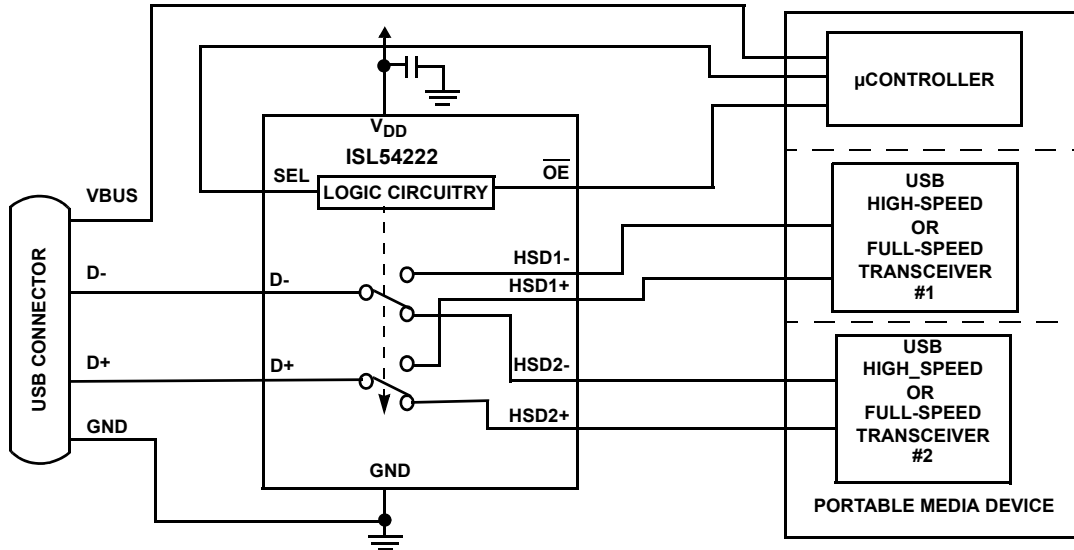 µCONTROLLER
VDD
ISL54222
SEL
OE
LOGIC CIRCUITRY
VBUS
USB
HIGH-SPEED
OR
FULL-SPEED
TRANSCEIVER
#1
USB CONNECTOR
D-
D-
HSD1-
HSD1+
D+
D+
HSD2-
HSD2+
USB
HIGH_SPEED
OR
FULL-SPEED
TRANSCEIVER
#2
GND
GND
PORTABLE MEDIA DEVICE